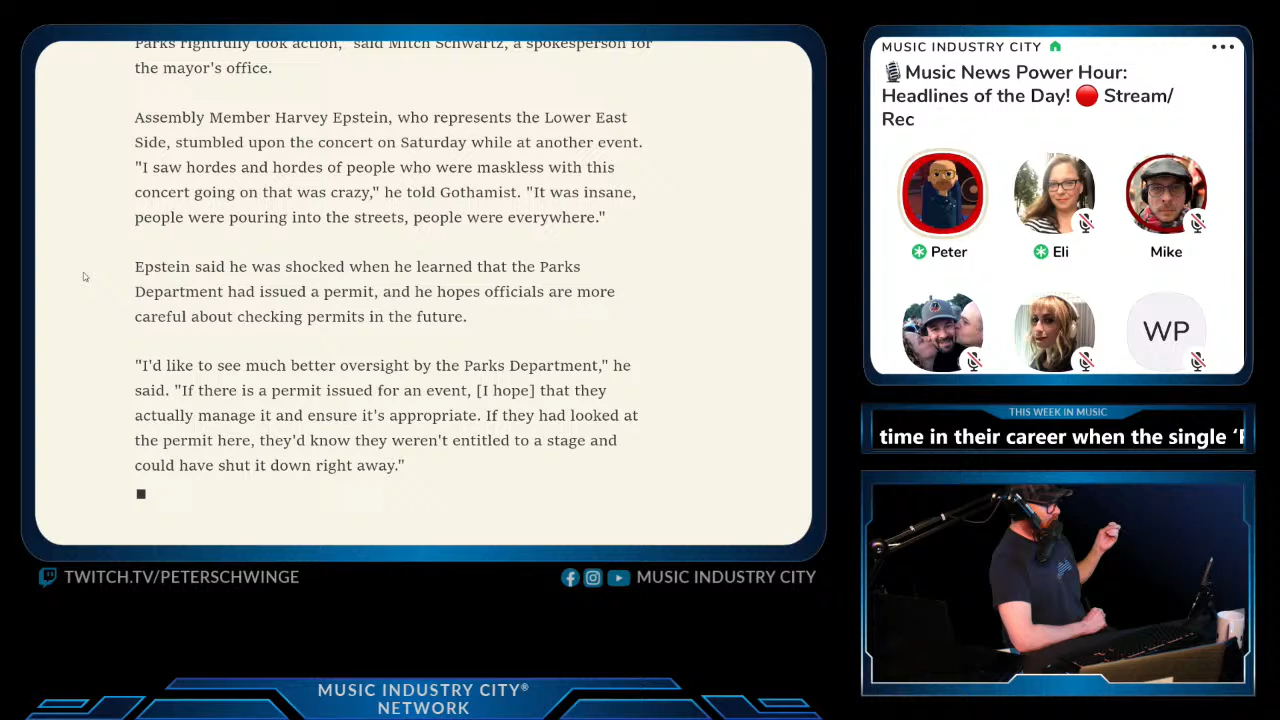 Parks rightfully took action," said Mitch Schwartz, a spokesperson for
the mayor's office.
Assembly Member Harvey Epstein, who represents the Lower East
Side, stumbled upon the concert on Saturday while at another event.
"I saw hordes and hordes of people who were maskless with this
concert going on that was crazy," he told Gothamist. "It was insane,
people were pouring into the streets, people were everywhere."
Epstein said he was shocked when he learned that the Parks
Department had issued a permit, and he hopes officials are more
careful about checking permits in the future.
"I'd like to see much better oversight by the Parks Department," he
said. "If there is a permit issued for an event, [I hope] that they
actually manage it and ensure it's appropriate. If they had looked at
the permit here, they'd know they weren't entitled to a stage and
could have shut it down right away."
TWITCH.TV/PETERSCHWINGE
MUSIC INDUSTRY CITY
MUSIC INDUSTRY CITY®
NETWORK
MUSIC INDUSTRY CITY
Music News Power Hour:
Headlines of the Day! Stream/
Rec
Peter
Eli
Mike
WP
THIS WEEK IN MUSIC
time in their career when the single